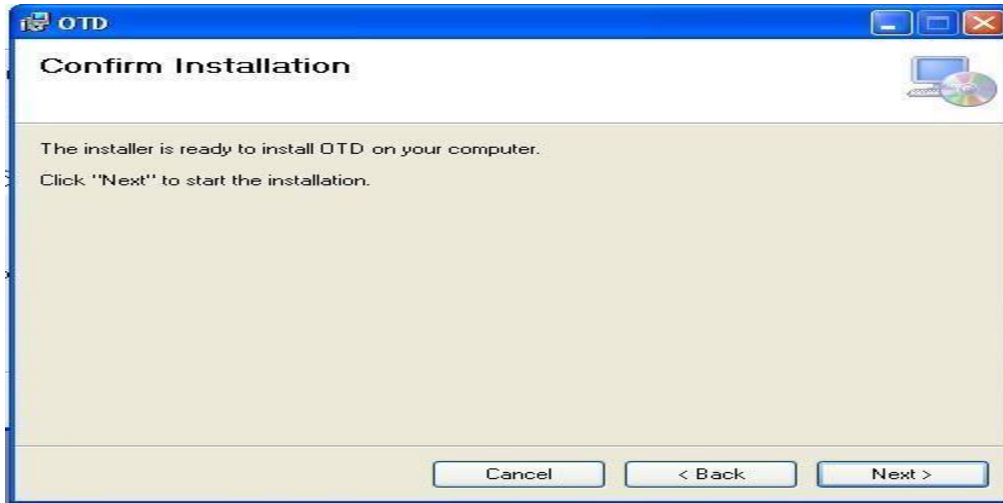 OTD
Confirm Installation
The installer is ready to install OTD on your computer.
Click "Next" to start the installation.
Cancel
< Back
Next >